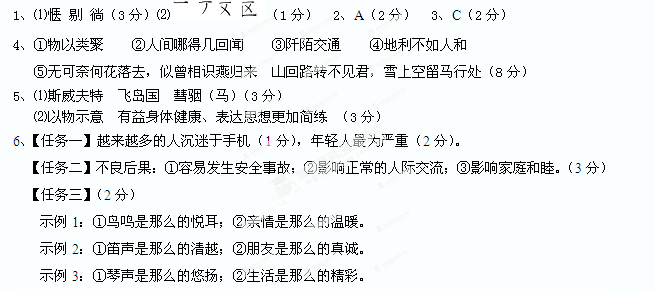 1、⑴惬 剔 徜（3分）⑵ （1分） 2、A（2分） 3、C（2分）
4、①物以类聚 ②人间哪得几回闻 ③阡陌交通 ④地利不如人和
⑤无可奈何花落去，似曾相识燕归来 山回路转不见君，雪上空留马行处（8分）
5、⑴斯威夫特 飞岛国 彗骃（马）（3分）
⑵以物示意 有益身体健康、表达思想更加简练 （3分）
6、【任务一】越来越多的人沉迷于手机（1分），年轻人最为严重（2分）。
【任务二】不良后果：①容易发生安全事故；②影响正常的人际交流；③影响家庭和睦。（3分）
【任务三】（2分）
示例1：①鸟鸣是那么的悦耳；②亲情是那么的温暖。
示例2：①笛声是那么的清越；②朋友是那么的真诚。
示例3：①琴声是那么的悠扬；②生活是那么的精彩。